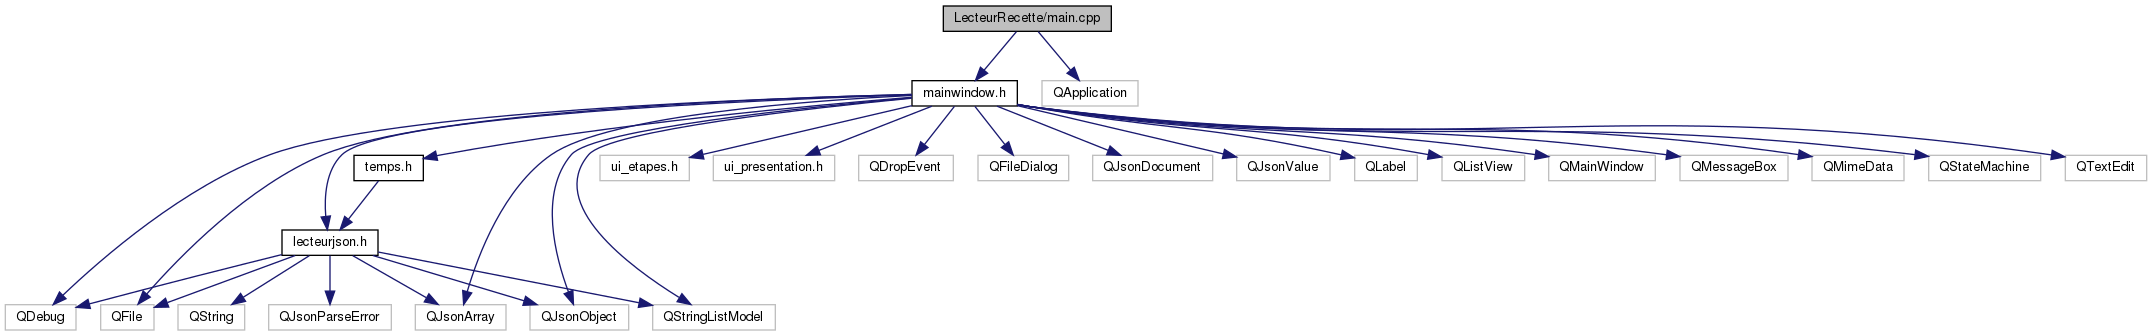 LecteurRecette/main.cpp
mainwindow.h
QApplication
temps.h
ui_etapes.h
ui_presentation.h
QDropEvent
QFileDialog
QJsonDocument
QJsonValue
QLabel
QListView
QMainWindow
QMessageBox
QMimeData
QStateMachine
QTextEdit
lecteurjson.h
QDebug
QFile
QString
QJsonParseError
QJsonArray
QJsonObject
QStringListModel